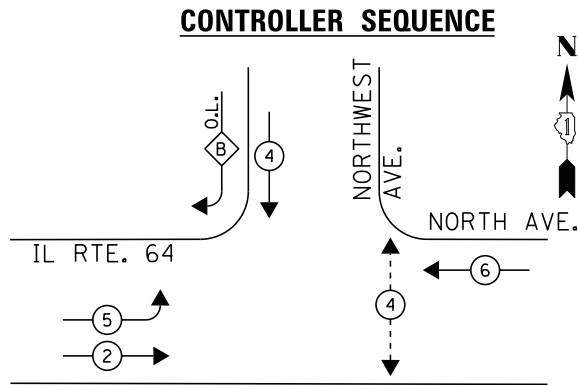 CONTROLLER SEQUENCE
N
O.L.
B
4
NORTHWEST
AVE.
1
NORTH AVE.
IL RTE. 64
6
5
4
2